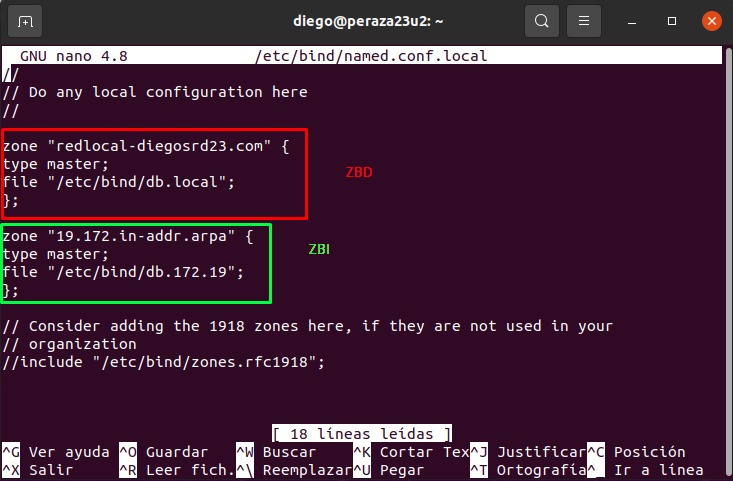 diego@peraza23u2: ~
GNU nano 4.8 /etc/bind/named.conf.local
//
// Do any local configuration here
//
zone "redlocal-diegosrd23.com" {
type master;
file "/etc/bind/db.local";
};
ZBD
zone "19.172.in-addr.arpa" {
type master;
file "/etc/bind/db.172.19";
};
ZBI
// Consider adding the 1918 zones here, if they are not used in your
// organization
//include "/etc/bind/zones.rfc1918";
[ 18 líneas leídas ]
^G Ver ayuda ^O Guardar ^W Buscar ^K Cortar Tex^J Justificar^C Posición
^X Salir ^R Leer fich.^\ Reemplazar^U Pegar ^T Ortografía^_ Ir a línea